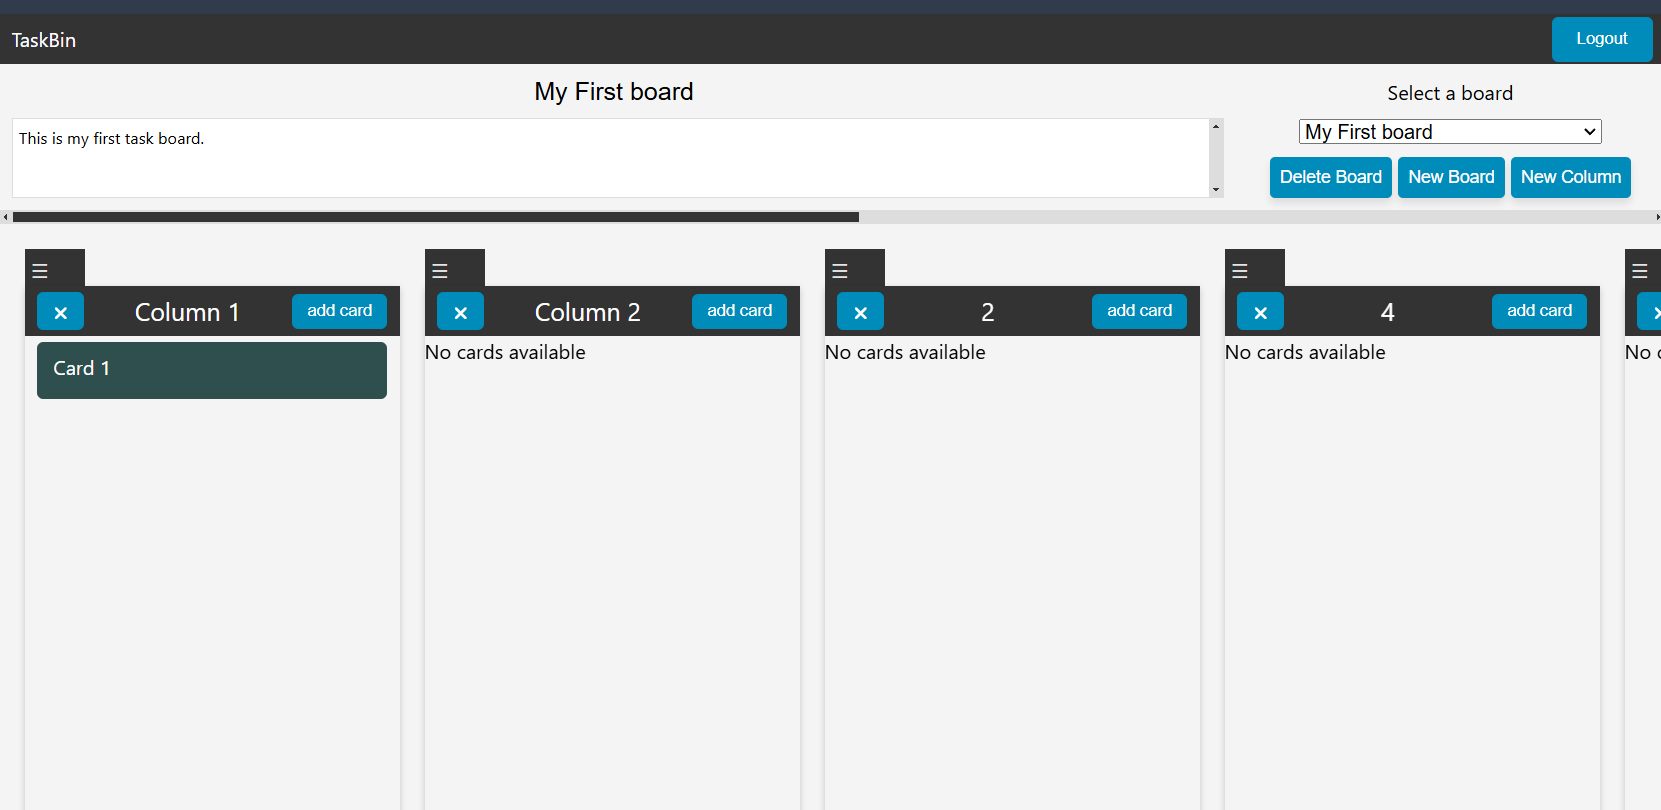 TaskBin
Logout
My First board
Select a board
This is my first task board.
My First board
Delete Board
New Board
New Column
Column 1
add card
Column 2
add card
2
add card
4
add card
Card 1
No cards available
No cards available
No cards available
No